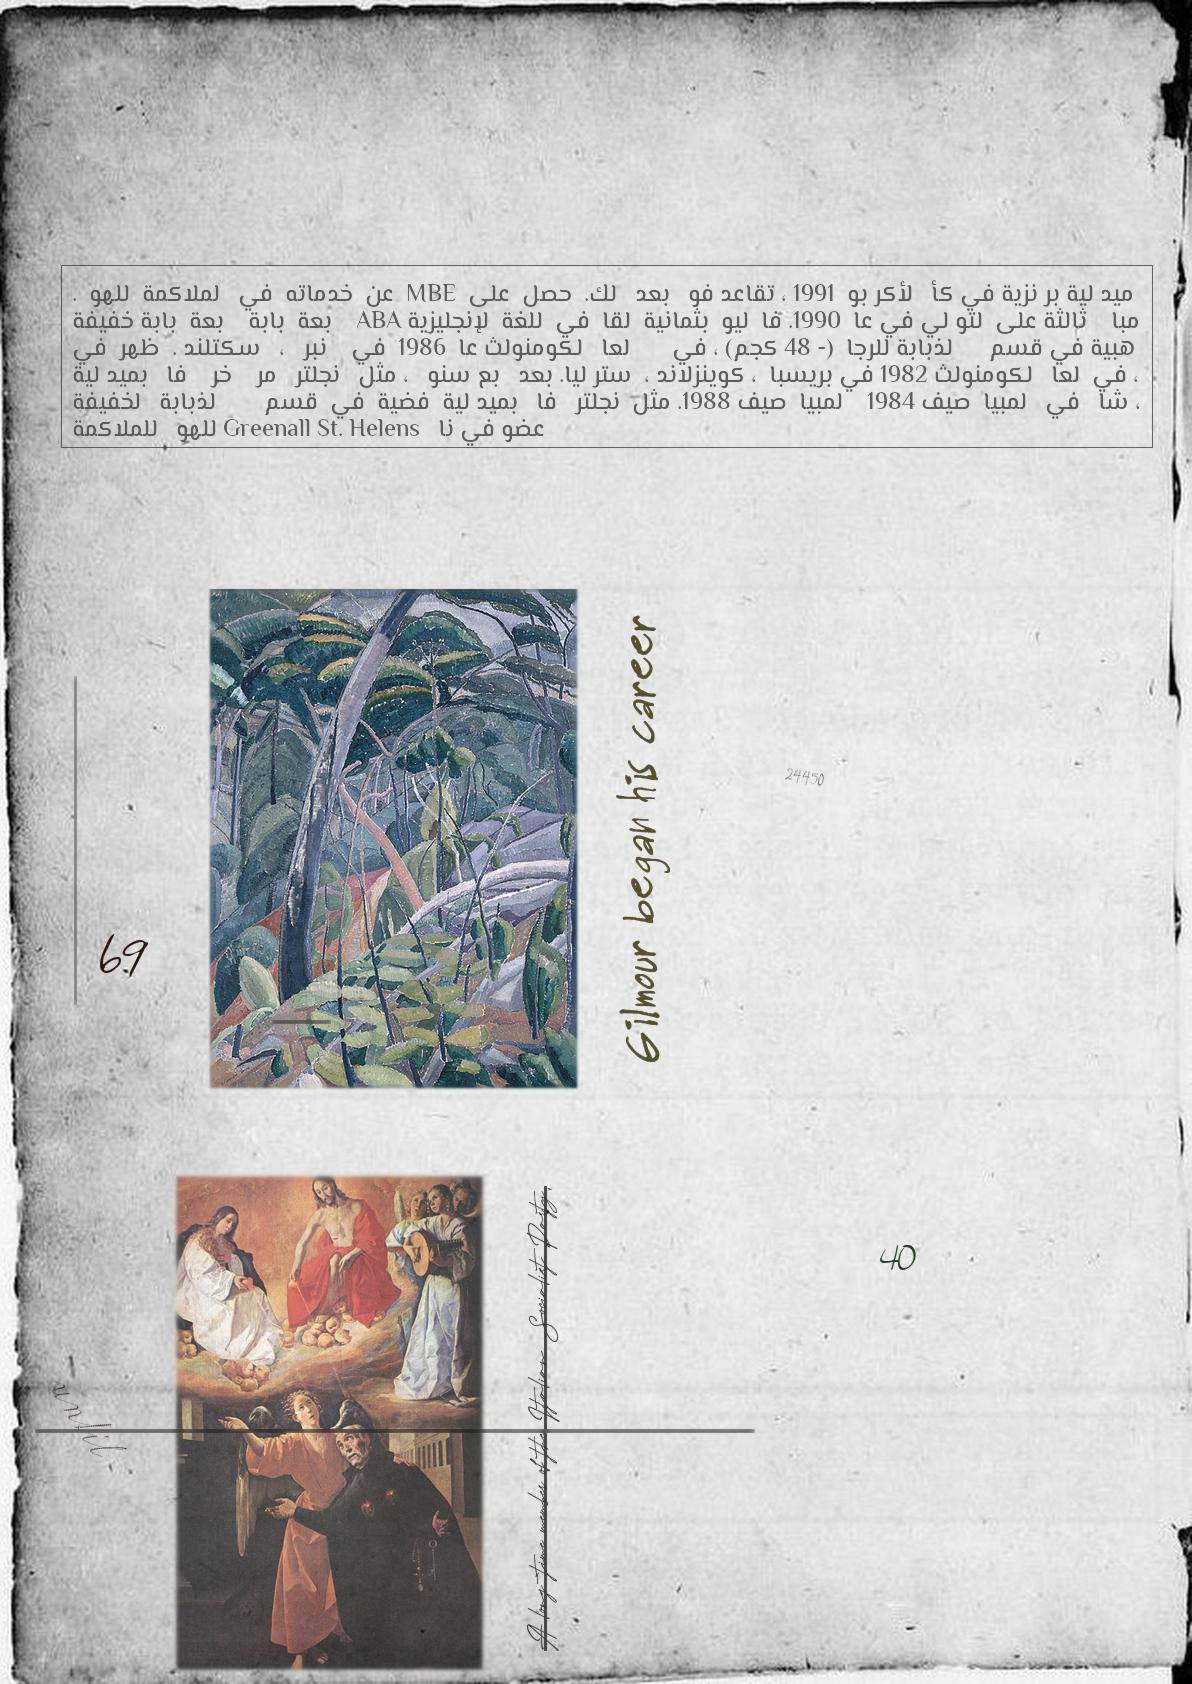 ميد لية بر نزية في كأ لأكر بو 1991 ، تقاعد فو بعد لك. حصل على MBE عن خدماته في لملاكمة للهو .
مبا ثالثة على لتو لي في عا 1990. فا ليو بثمانية لقا في للغة لإنجليزية ABA بعة بابة بعة بابة خفيفة
هبية في قسم لذبابة للرجا (- 48 كجم) ، في لعا لكومنولث عا 1986 في نبر ، سكتلند . ظهر في
، في لعا لكومنولث 1982 في بريسبا ، كوينزلاند ، ستر ليا. بعد بع سنو ، مثل نجلتر مر خر فا بميد لية
، شا في لمبيا صيف 1984 لمبيا صيف 1988. مثل نجلتر فا بميد لية فضية في قسم لذبابة لخفيفة
عضو في نا Greenall St. Helens للهو للملاكمة
Gilmour began his career
24450
69
40
A long-time member of the Italian Socialist Party,